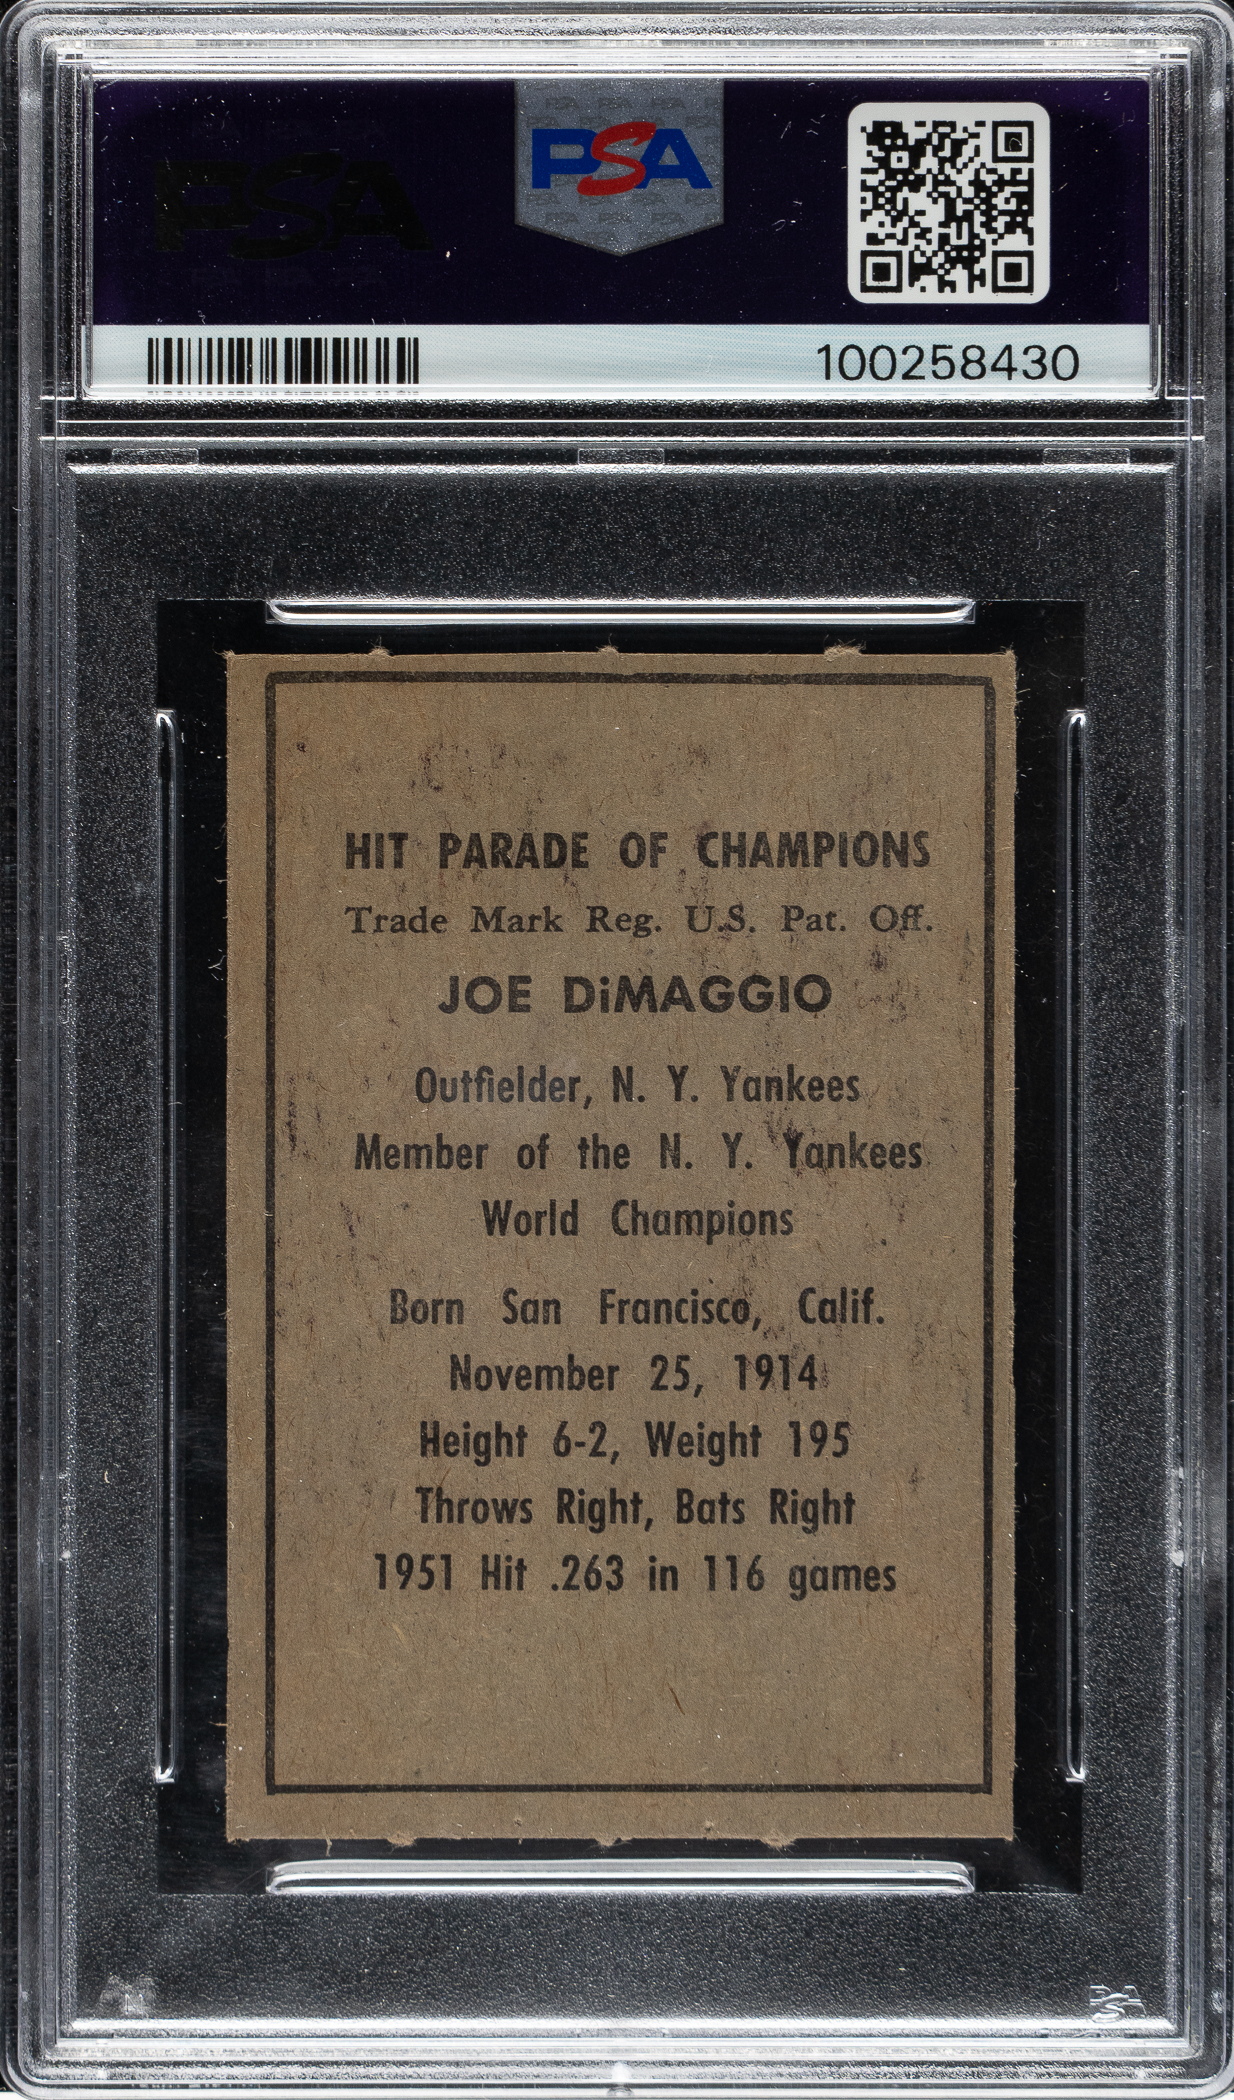 PSA
PSA
100258430
HIT PARADE OF CHAMPIONS
Trade Mark Reg. U.S. Pat. Off.
JOE DiMAGGIO
Outfielder, N. Y. Yankees
Member of the N. Y. Yankees
World Champions
Born San Francisco, Calif.
November 25, 1914
Height 6-2, Weight 195
Throws Right, Bats Right
1951 Hit .263 in 116 games
PSA